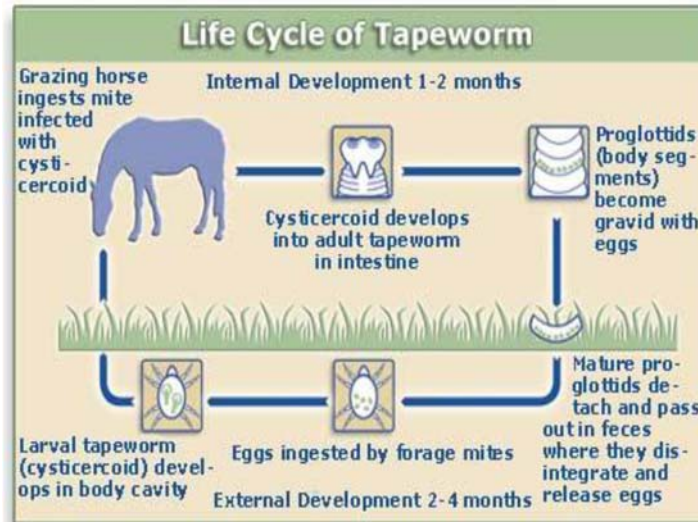 Life Cycle of Tapeworm
Grazing horse
ingests mite
infected
with
cysti-
cercoid
Internal Development 1-2 months
Cysticercoid develops
into adult tapeworm
in intestine
Proglottids
(body seg-
ments)
become
gravid with
eggs
Mature pro-
glottids de-
tach and pass
out in feces
where they dis-
integrate and
release eggs
Eggs ingested by forage mites
Larval tapeworm
(cysticercoid) devel-
ops in body cavity
External Development 2-4 months